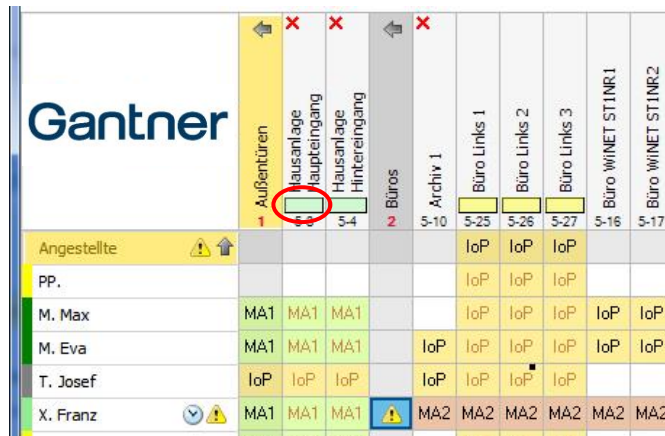 Gantner
Außentüren
Hausanlage
Haupteingang
Hausanlage
Hintereingang
Büros
Archiv 1
Büro Links 1
Büro Links 2
Büro Links 3
Büro WiNET ST1NR1
Büro WiNET ST1NR2
1 5-3 5-4 2 5-10 5-25 5-26 5-27 5-16 5-17
Angestellte IoP IoP IoP
PP. IoP IoP IoP
M. Max MA1 MA1 MA1 IoP IoP IoP IoP IoP
M. Eva MA1 MA1 MA1 IoP IoP IoP IoP IoP IoP
T. Josef IoP IoP IoP IoP IoP IoP IoP
X. Franz MA1 MA1 MA1 MA2 MA2 MA2 MA2 MA2 MA2